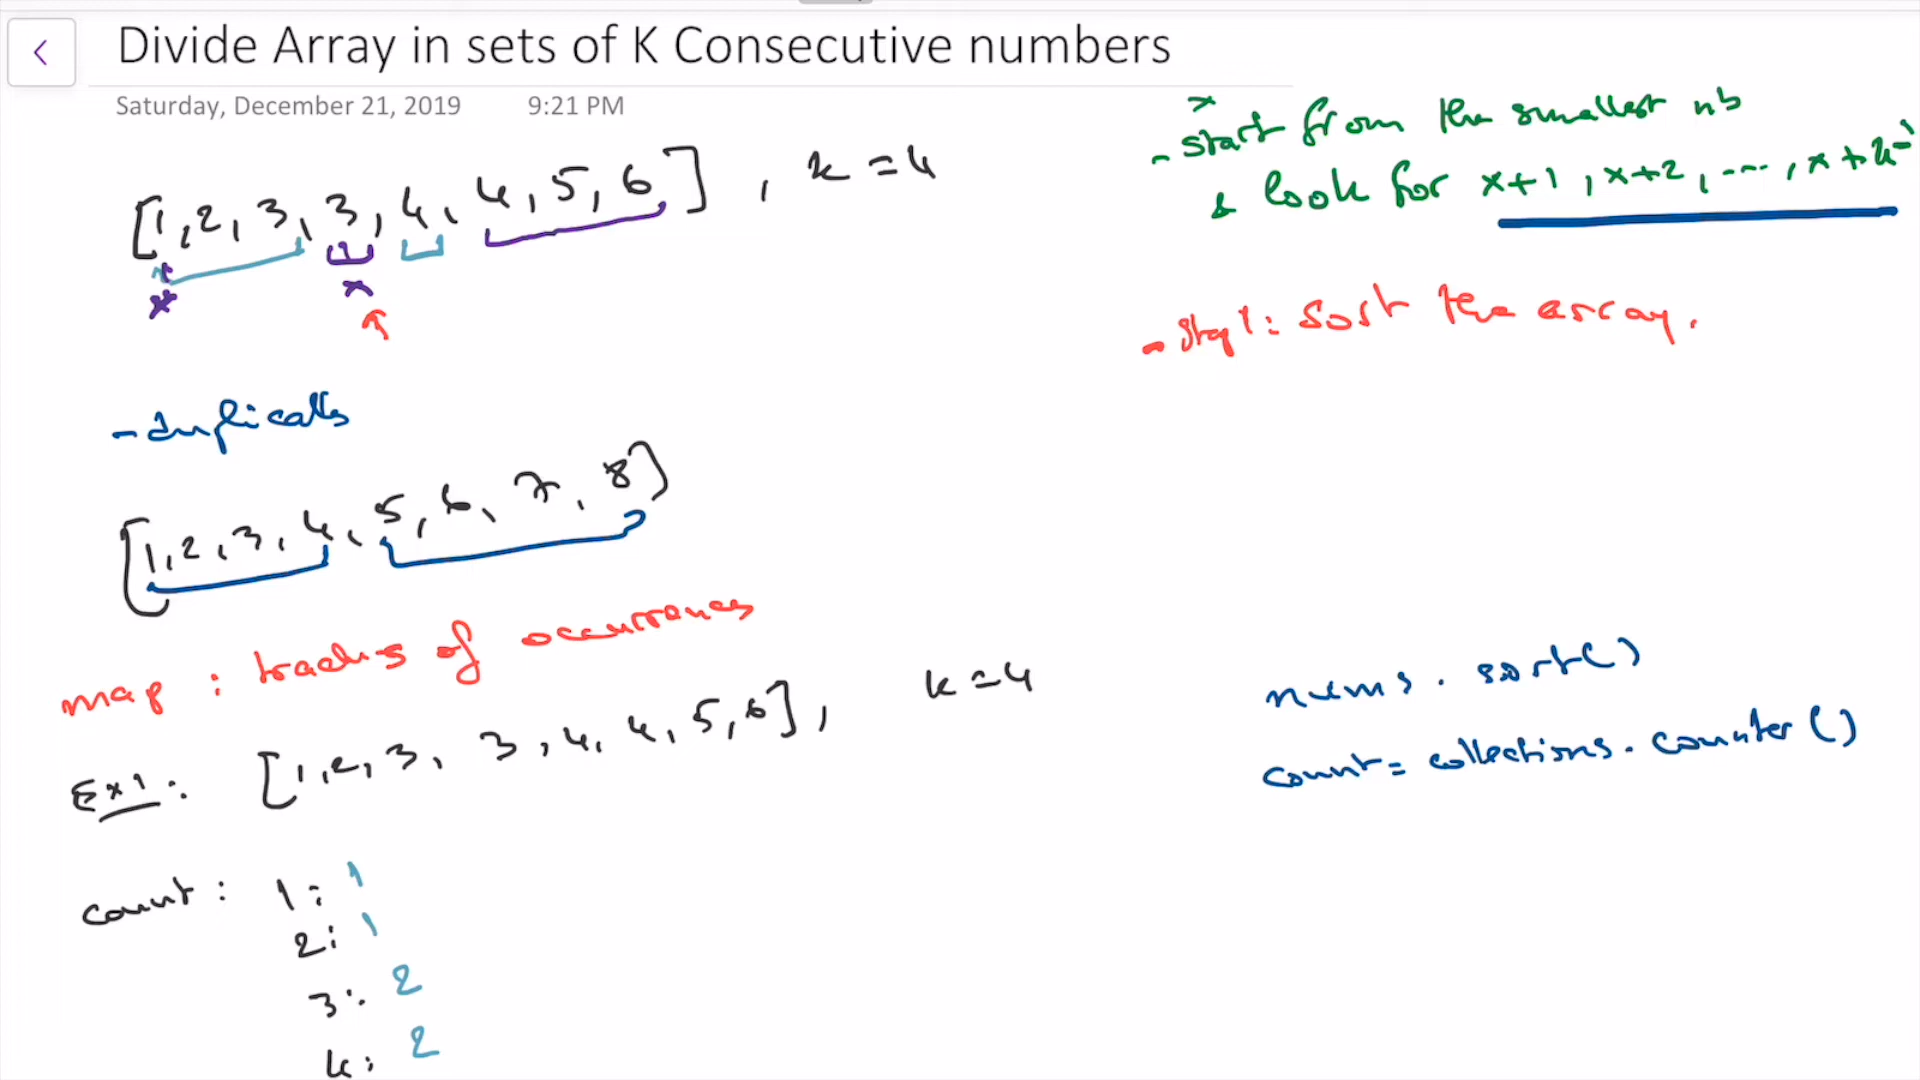 Divide Array in sets of K Consecutive numbers
Saturday, December 21, 2019 9:21 PM
x
- start from the smallest nb
& look for x+1, x+2, ..., x+k-1
[1, 2, 3, 3, 4, 4, 5, 6], k=4
- step 1: Sort the array.
- duplicates
[1, 2, 3, 4, 5, 6, 7, 8]
map : tracks of occurrences
nums.sort()
count = collections.counter()
Ex1: [1, 2, 3, 3, 4, 4, 5, 6], k=4
count: 1: 1
2: 1
3: 2
4: 2